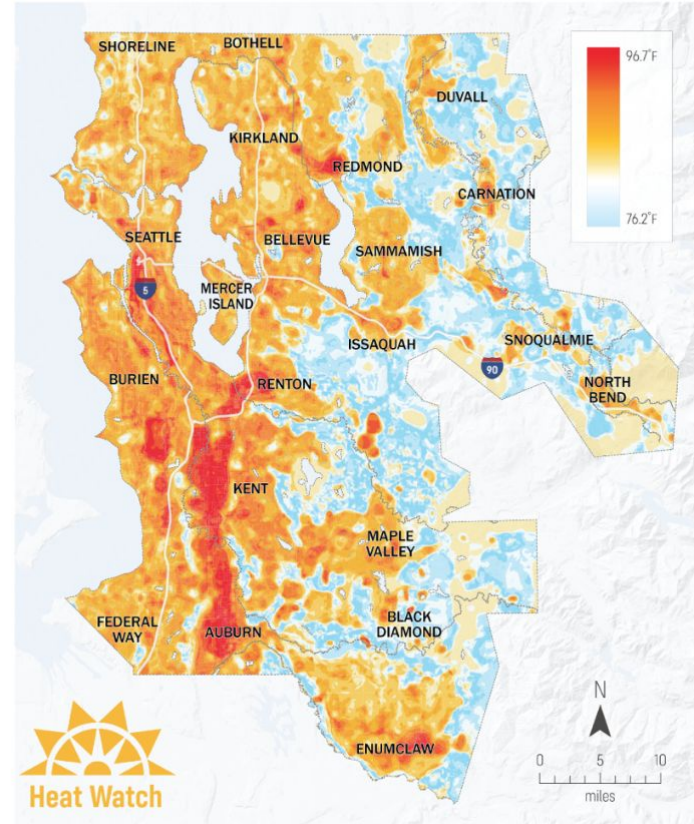 SHORELINE
BOTHELL
96.7°F
DUVALL
KIRKLAND
REDMOND
CARNATION
76.2°F
SEATTLE
BELLEVUE
SAMMAMISH
5
MERCER
ISLAND
ISSAQUAH
SNOQUALMIE
90
BURIEN
RENTON
NORTH
BEND
KENT
MAPLE
VALLEY
FEDERAL
WAY
AUBURN
BLACK
DIAMOND
ENUMCLAW
N
0 5 10
miles
Heat Watch